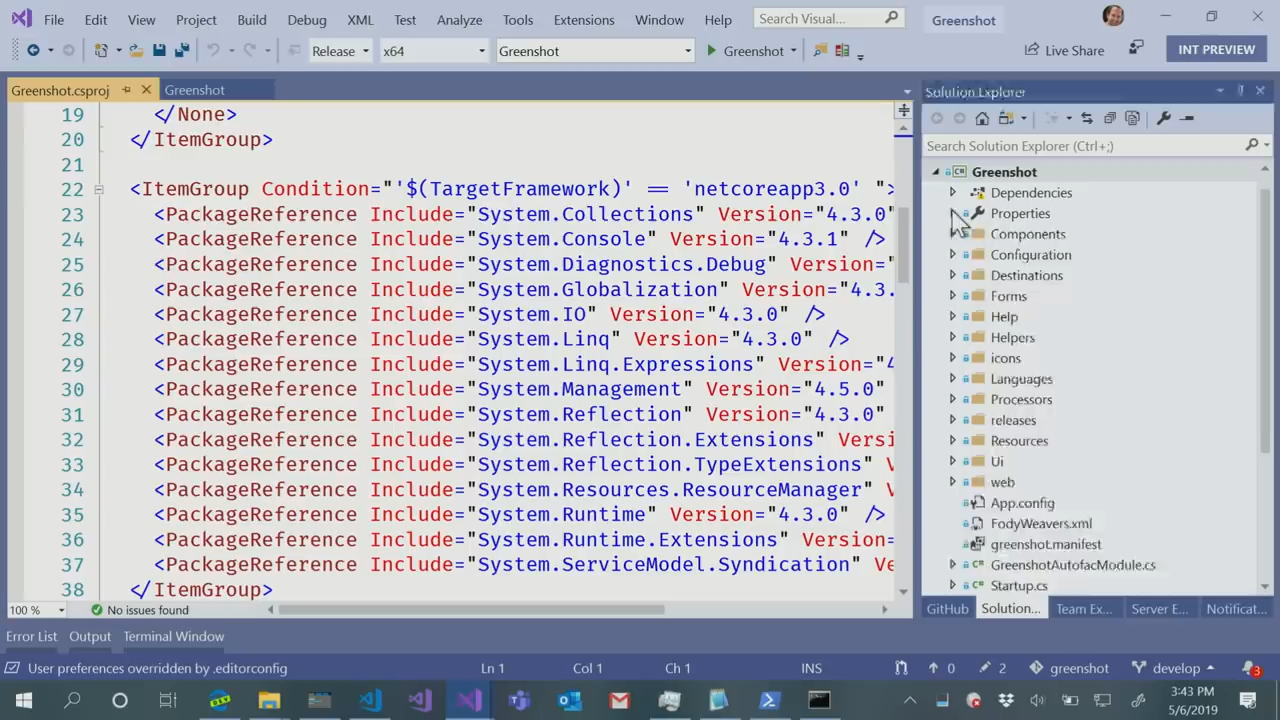 File Edit View Project Build Debug XML Test Analyze Tools Extensions Window Help Search Visual... Greenshot
Release x64 Greenshot Greenshot Live Share INT PREVIEW
Greenshot.csproj Greenshot
Solution Explorer
Search Solution Explorer (Ctrl+;)
19 </None>
20 </ItemGroup>
21
22 <ItemGroup Condition="'$(TargetFramework)' == 'netcoreapp3.0' ">
23 <PackageReference Include="System.Collections" Version="4.3.0"
24 <PackageReference Include="System.Console" Version="4.3.1" />
25 <PackageReference Include="System.Diagnostics.Debug" Version="
26 <PackageReference Include="System.Globalization" Version="4.3.
27 <PackageReference Include="System.IO" Version="4.3.0" />
28 <PackageReference Include="System.Linq" Version="4.3.0" />
29 <PackageReference Include="System.Linq.Expressions" Version="4
30 <PackageReference Include="System.Management" Version="4.5.0"
31 <PackageReference Include="System.Reflection" Version="4.3.0"
32 <PackageReference Include="System.Reflection.Extensions" Versi
33 <PackageReference Include="System.Reflection.TypeExtensions" V
34 <PackageReference Include="System.Resources.ResourceManager" V
35 <PackageReference Include="System.Runtime" Version="4.3.0" />
36 <PackageReference Include="System.Runtime.Extensions" Version=
37 <PackageReference Include="System.ServiceModel.Syndication" Ve
38 </ItemGroup>
Greenshot
Dependencies
Properties
Components
Configuration
Destinations
Forms
Help
Helpers
icons
Languages
Processors
releases
Resources
Ui
web
App.config
FodyWeavers.xml
greenshot.manifest
GreenshotAutofacModule.cs
Startup.cs
100 % No issues found
GitHub Solution... Team Ex... Server E... Notificat...
Error List Output Terminal Window
User preferences overridden by .editorconfig Ln 1 Col 1 Ch 1 INS 0 2 greenshot develop 3
3:43 PM
5/6/2019